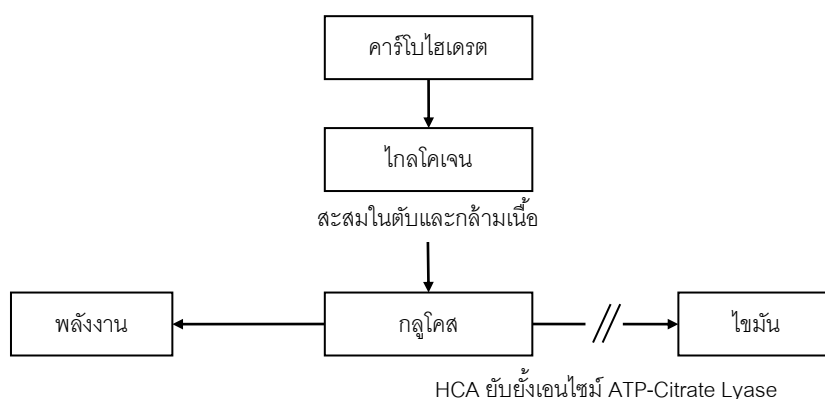 คาร์โบไฮเดรต
ไกลโคเจน
สะสมในตับและกล้ามเนื้อ
พลังงาน
กลูโคส
ไขมัน
HCA ยับยั้งเอนไซม์ ATP-Citrate Lyase